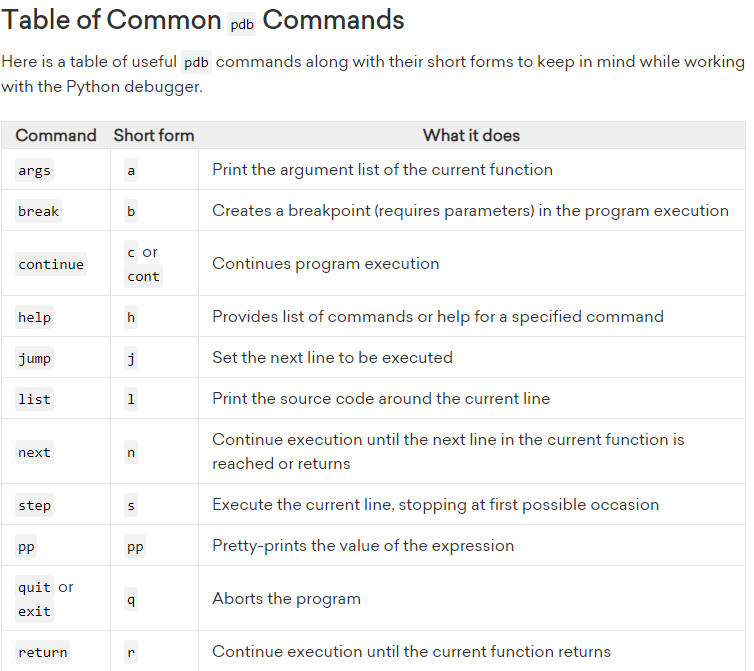 Table of Common pdb Commands
Here is a table of useful pdb commands along with their short forms to keep in mind while working
with the Python debugger.
Command Short form What it does
args a Print the argument list of the current function
break b Creates a breakpoint (requires parameters) in the program execution
continue c or cont Continues program execution
help h Provides list of commands or help for a specified command
jump j Set the next line to be executed
list l Print the source code around the current line
next n Continue execution until the next line in the current function is
reached or returns
step s Execute the current line, stopping at first possible occasion
pp pp Pretty-prints the value of the expression
quit or exit q Aborts the program
return r Continue execution until the current function returns